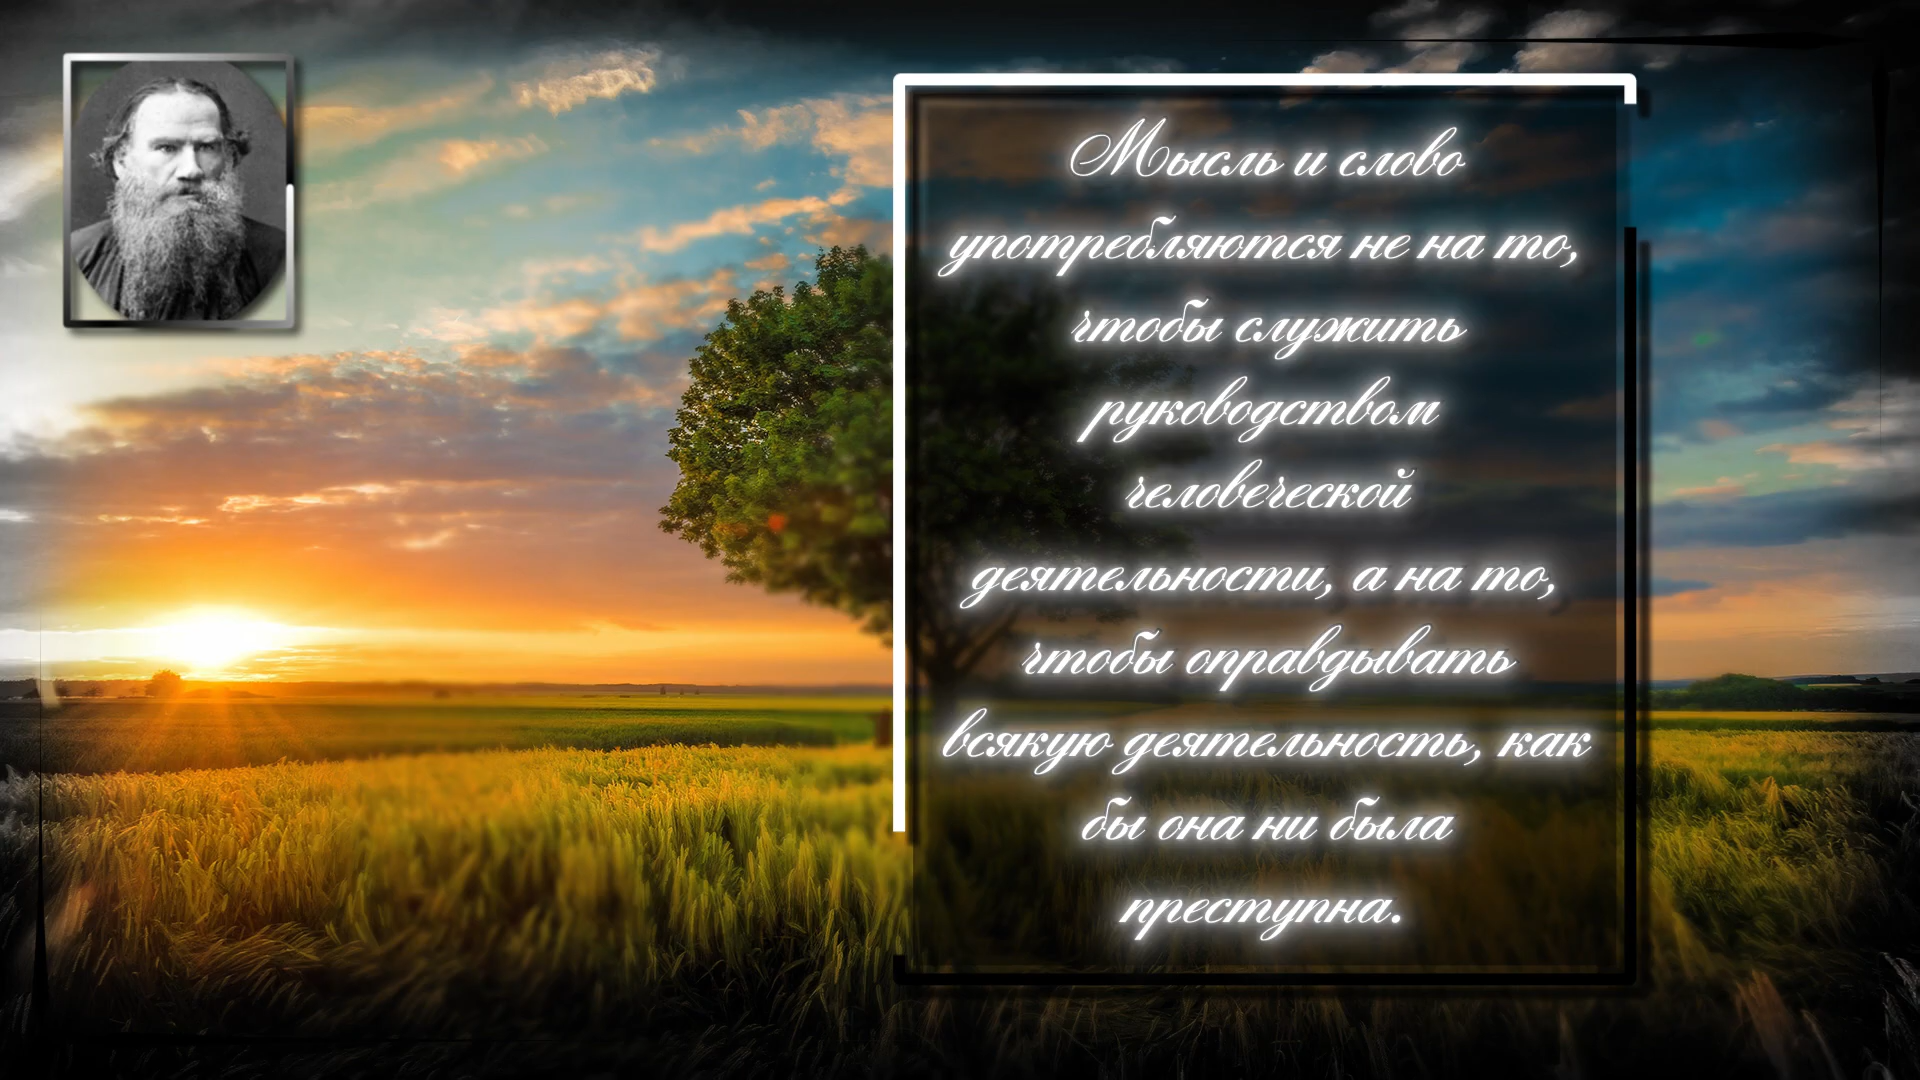 Мысль и слово
употребляются не на то,
чтобы служить
руководством
человеческой
деятельности, а на то,
чтобы оправдывать
всякую деятельность, как
бы она ни была
преступна.